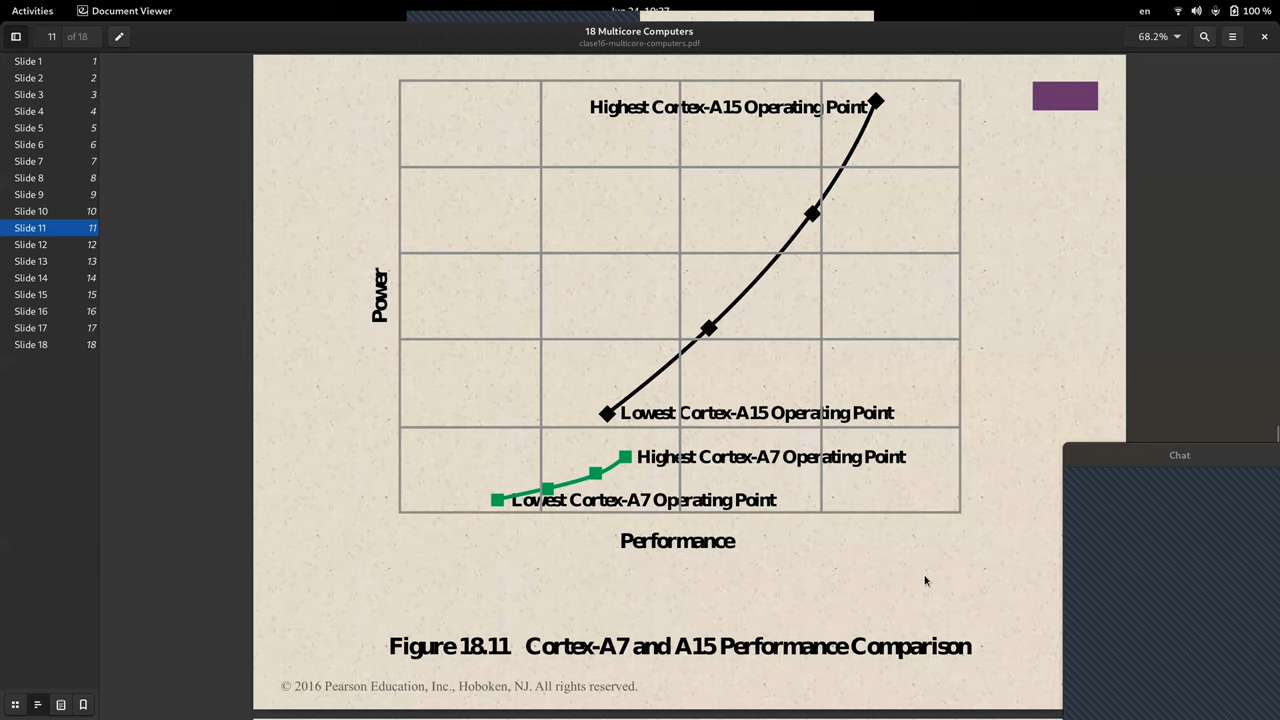 Activities
Document Viewer
en
100 %
11 of 18
18 Multicore Computers
clase16-multicore-computers.pdf
68.2%
Slide 1 1
Slide 2 2
Slide 3 3
Slide 4 4
Slide 5 5
Slide 6 6
Slide 7 7
Slide 8 8
Slide 9 9
Slide 10 10
Slide 11 11
Slide 12 12
Slide 13 13
Slide 14 14
Slide 15 15
Slide 16 16
Slide 17 17
Slide 18 18
Highest Cortex-A15 Operating Point
Power
Lowest Cortex-A15 Operating Point
Highest Cortex-A7 Operating Point
Lowest Cortex-A7 Operating Point
Performance
Figure 18.11 Cortex-A7 and A15 Performance Comparison
© 2016 Pearson Education, Inc., Hoboken, NJ. All rights reserved.
Chat